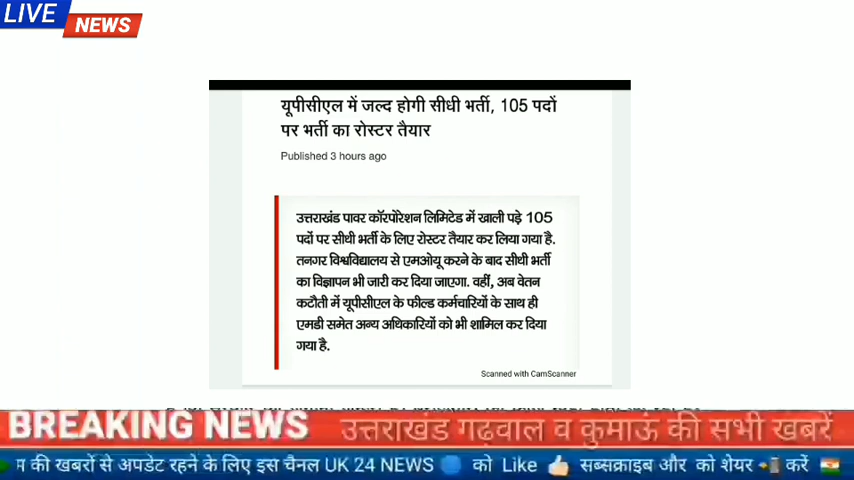 LIVE
NEWS
यूपीसीएल में जल्द होगी सीधी भर्ती, 105 पदों
पर भर्ती का रोस्टर तैयार
Published 3 hours ago
उत्तराखंड पावर कॉरपोरेशन लिमिटेड में खाली पड़े 105
पदों पर सीधी भर्ती के लिए रोस्टर तैयार कर लिया गया है.
तनगर विश्वविद्यालय से एमओयू करने के बाद सीधी भर्ती
का विज्ञापन भी जारी कर दिया जाएगा. वहीं, अब वेतन
कटौती में यूपीसीएल के फील्ड कर्मचारियों के साथ ही
एमडी समेत अन्य अधिकारियों को भी शामिल कर दिया
गया है.
Scanned with CamScanner
BREAKING NEWS
उत्तराखंड गढ़वाल व कुमाऊं की सभी खबरें
म की खबरों से अपडेट रहने के लिए इस चैनल UK 24 NEWS 🔵 को Like 👍🏻 सब्सक्राइब और को शेयर 📲 करें 🇮🇳